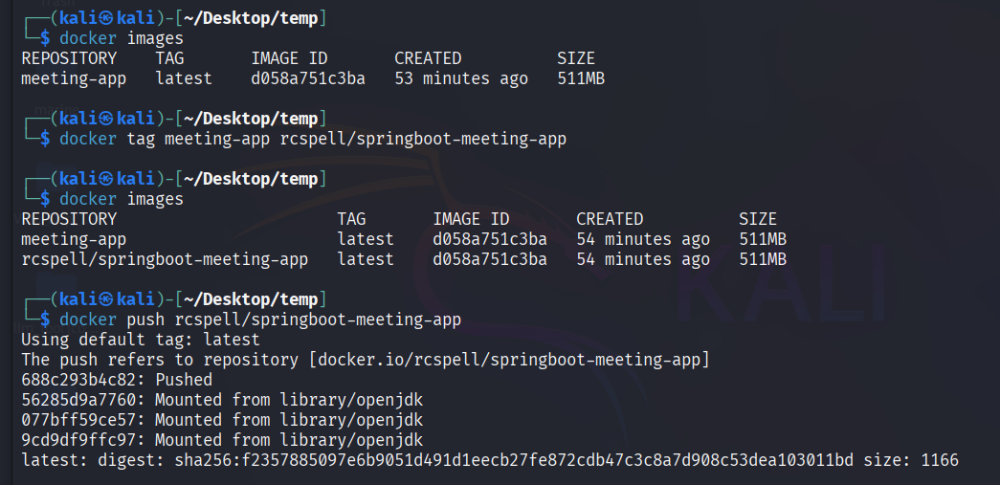 ┌──(kali㉿kali)-[~/Desktop/temp]
└─$ docker images
REPOSITORY    TAG       IMAGE ID       CREATED          SIZE
meeting-app   latest    d058a751c3ba   53 minutes ago   511MB
┌──(kali㉿kali)-[~/Desktop/temp]
└─$ docker tag meeting-app rcspell/springboot-meeting-app
┌──(kali㉿kali)-[~/Desktop/temp]
└─$ docker images
REPOSITORY                       TAG       IMAGE ID       CREATED          SIZE
meeting-app                      latest    d058a751c3ba   54 minutes ago   511MB
rcspell/springboot-meeting-app   latest    d058a751c3ba   54 minutes ago   511MB
┌──(kali㉿kali)-[~/Desktop/temp]
└─$ docker push rcspell/springboot-meeting-app
Using default tag: latest
The push refers to repository [docker.io/rcspell/springboot-meeting-app]
688c293b4c82: Pushed
56285d9a7760: Mounted from library/openjdk
077bff59ce57: Mounted from library/openjdk
9cd9df9ffc97: Mounted from library/openjdk
latest: digest: sha256:f2357885097e6b9051d491d1eecb27fe872cdb47c3c8a7d908c53dea103011bd size: 1166
KALI